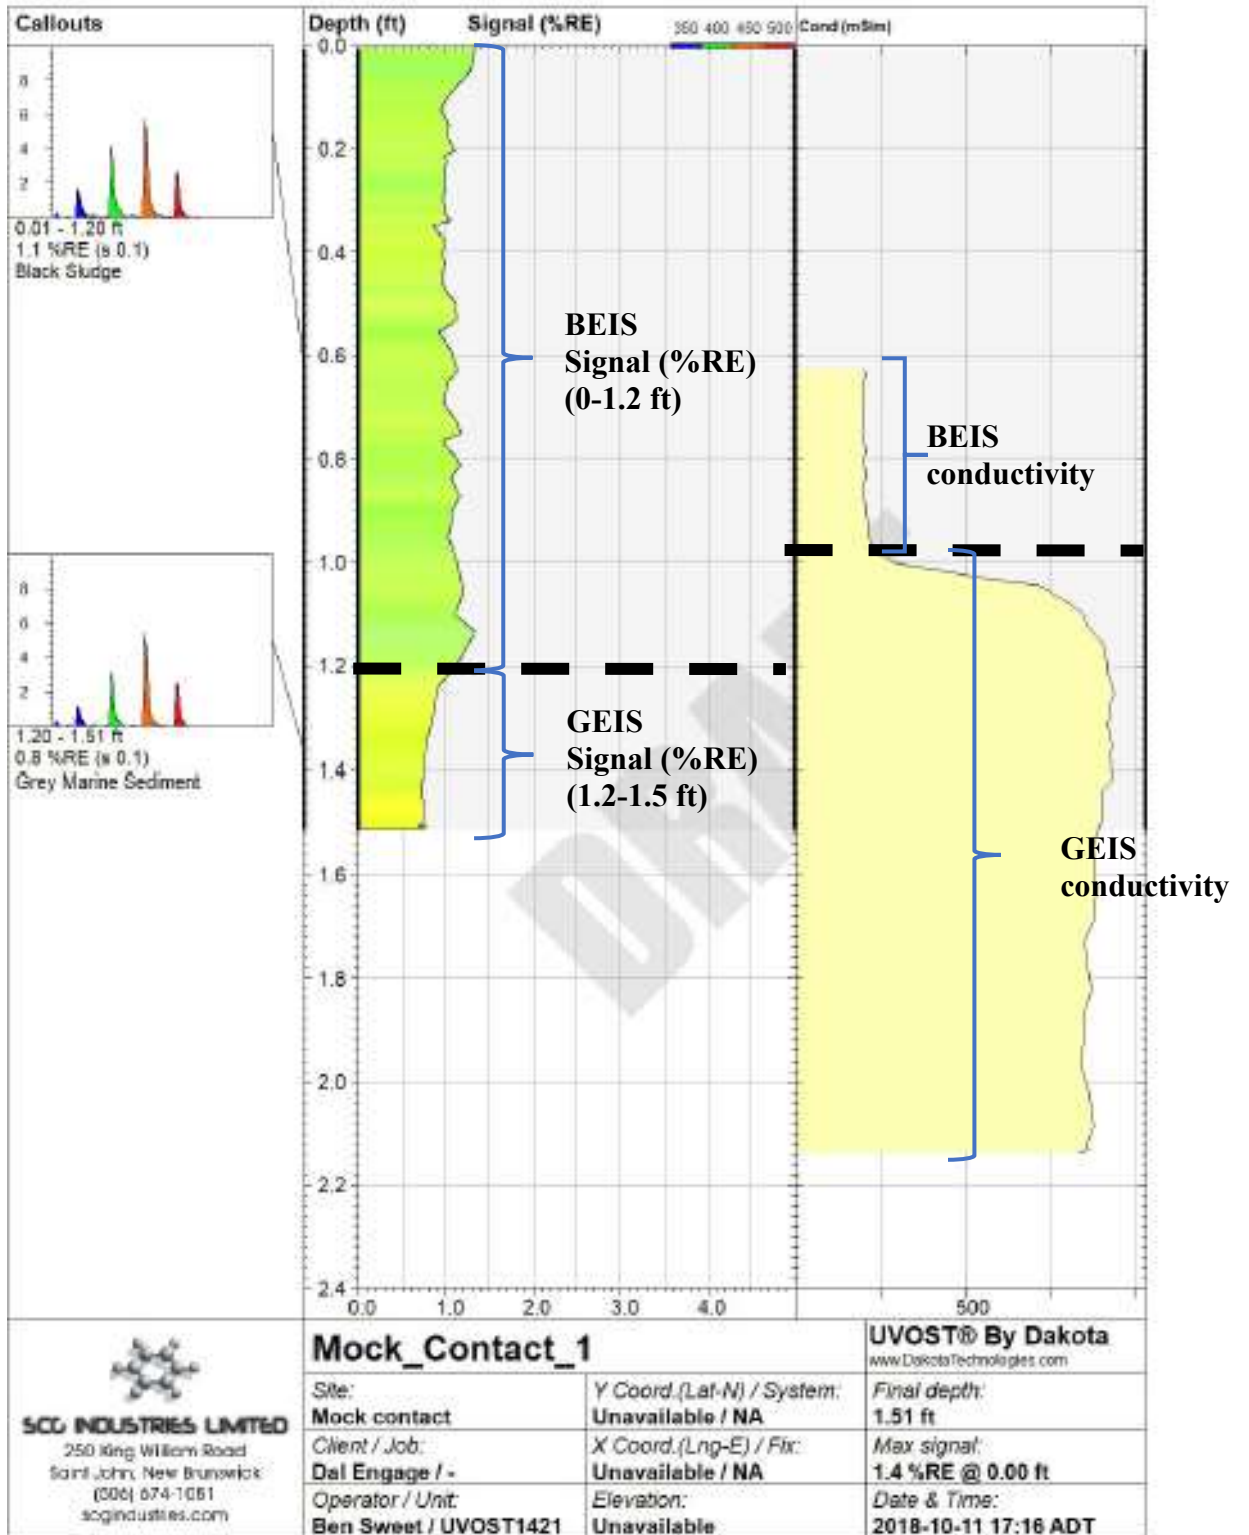 Callouts
Depth (ft)
Signal (%RE)
350 400 450 500
Cond (mS/m)
8
6
4
2
0.01 - 1.20 ft
1.1 %RE (s 0.1)
Black Sludge
8
6
4
2
1.20 - 1.51 ft
0.8 %RE (s 0.1)
Grey Marine Sediment
0.0
0.2
0.4
0.6
0.8
1.0
1.2
1.4
1.6
1.8
2.0
2.2
2.4
BEIS
Signal (%RE)
(0-1.2 ft)
GEIS
Signal (%RE)
(1.2-1.5 ft)
BEIS
conductivity
GEIS
conductivity
DRA
0.0
1.0
2.0
3.0
4.0
500
SCG INDUSTRIES LIMITED
250 King William Road
Saint John, New Brunswick
(506) 674-1081
scgindustries.com
Mock_Contact_1
UVOST® By Dakota
www.DakotaTechnologies.com
Site:
Mock contact
Y Coord.(Lat-N) / System:
Unavailable / NA
Final depth:
1.51 ft
Client / Job:
Dal Engage / -
X Coord.(Lng-E) / Fix:
Unavailable / NA
Max signal:
1.4 %RE @ 0.00 ft
Operator / Unit:
Ben Sweet / UVOST1421
Elevation:
Unavailable
Date & Time:
2018-10-11 17:16 ADT